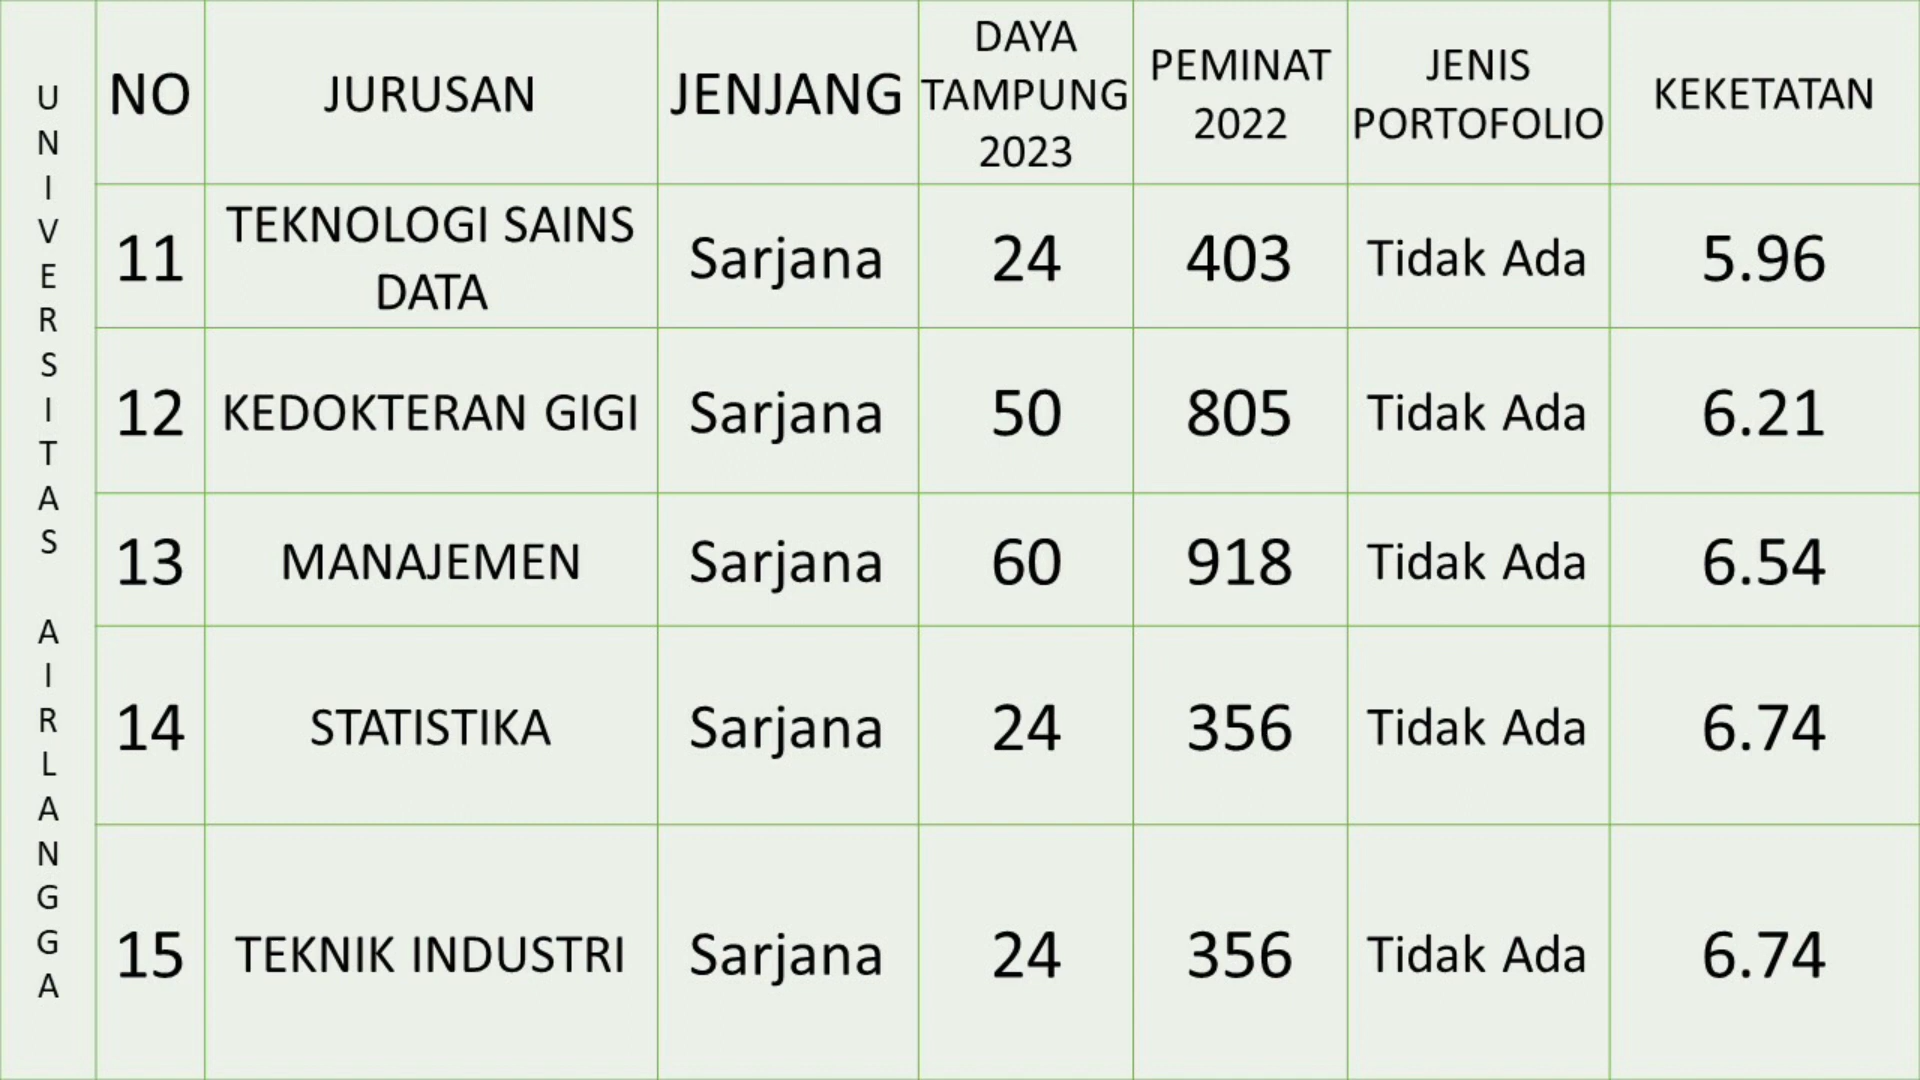 UNIVERSITAS AIRLANGGA
NO
JURUSAN
JENJANG
DAYA
TAMPUNG
2023
PEMINAT
2022
JENIS
PORTOFOLIO
KEKETATAN
11
TEKNOLOGI SAINS
DATA
Sarjana
24
403
Tidak Ada
5.96
12
KEDOKTERAN GIGI
Sarjana
50
805
Tidak Ada
6.21
13
MANAJEMEN
Sarjana
60
918
Tidak Ada
6.54
14
STATISTIKA
Sarjana
24
356
Tidak Ada
6.74
15
TEKNIK INDUSTRI
Sarjana
24
356
Tidak Ada
6.74